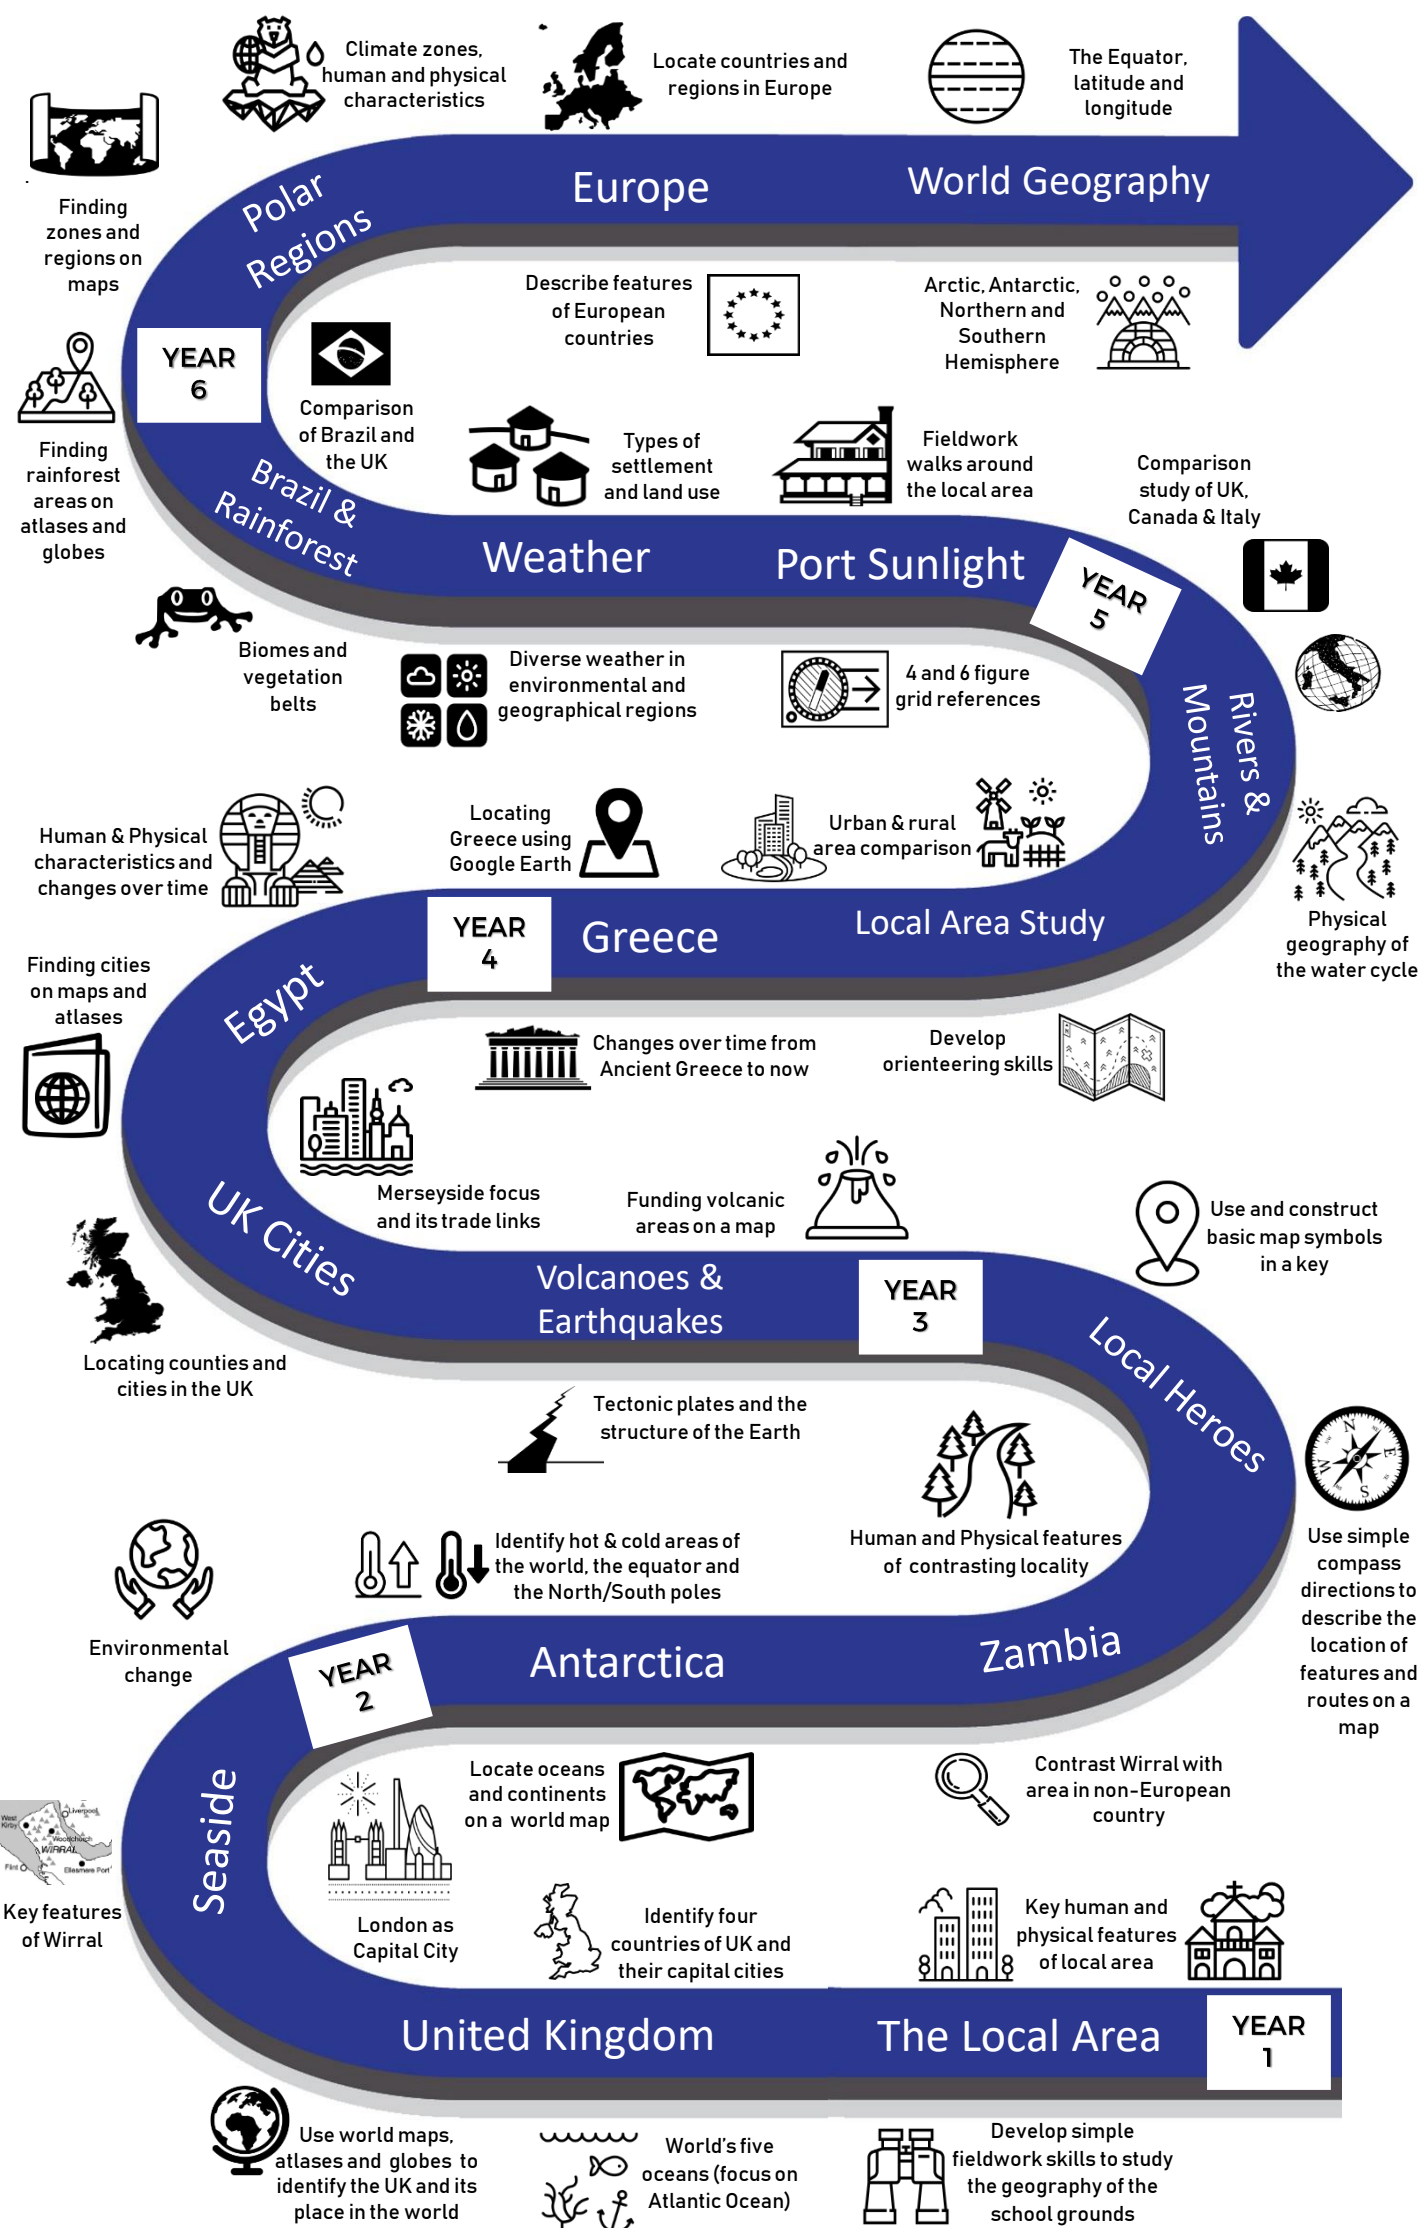 Climate zones,
human and physical
characteristics
Locate countries and
regions in Europe
The Equator,
latitude and
longitude
Finding
zones and
regions on
maps
Polar
Regions
Europe
World Geography
Describe features
of European
countries
Arctic, Antarctic,
Northern and
Southern
Hemisphere
YEAR
6
Comparison
of Brazil and
the UK
Finding
rainforest
areas on
atlases and
globes
Types of
settlement
and land use
Fieldwork
walks around
the local area
Comparison
study of UK,
Canada & Italy
Brazil &
Rainforest
Weather
Port Sunlight
YEAR
5
Biomes and
vegetation
belts
Diverse weather in
environmental and
geographical regions
4 and 6 figure
grid references
Rivers &
Mountains
Human & Physical
characteristics and
changes over time
Locating
Greece using
Google Earth
Urban & rural
area comparison
Physical
geography of
the water cycle
YEAR
4
Greece
Local Area Study
Egypt
Finding cities
on maps and
atlases
Changes over time from
Ancient Greece to now
Develop
orienteering skills
Merseyside focus
and its trade links
Funding volcanic
areas on a map
Use and construct
basic map symbols
in a key
UK Cities
Volcanoes &
Earthquakes
YEAR
3
Local Heroes
Locating counties and
cities in the UK
Tectonic plates and the
structure of the Earth
N
E
S
W
Human and Physical features
of contrasting locality
Use simple
compass
directions to
describe the
location of
features and
routes on a
map
Identify hot & cold areas of
the world, the equator and
the North/South poles
Environmental
change
YEAR
2
Antarctica
Zambia
Seaside
Locate oceans
and continents
on a world map
Contrast Wirral with
area in non-European
country
West
Kirby
Liverpool
Woodchurch
WIRRAL
Flint
Ellesmere Port
Key features
of Wirral
London as
Capital City
Identify four
countries of UK and
their capital cities
Key human and
physical features
of local area
United Kingdom
The Local Area
YEAR
1
Use world maps,
atlases and globes to
identify the UK and its
place in the world
World's five
oceans (focus on
Atlantic Ocean)
Develop simple
fieldwork skills to study
the geography of the
school grounds